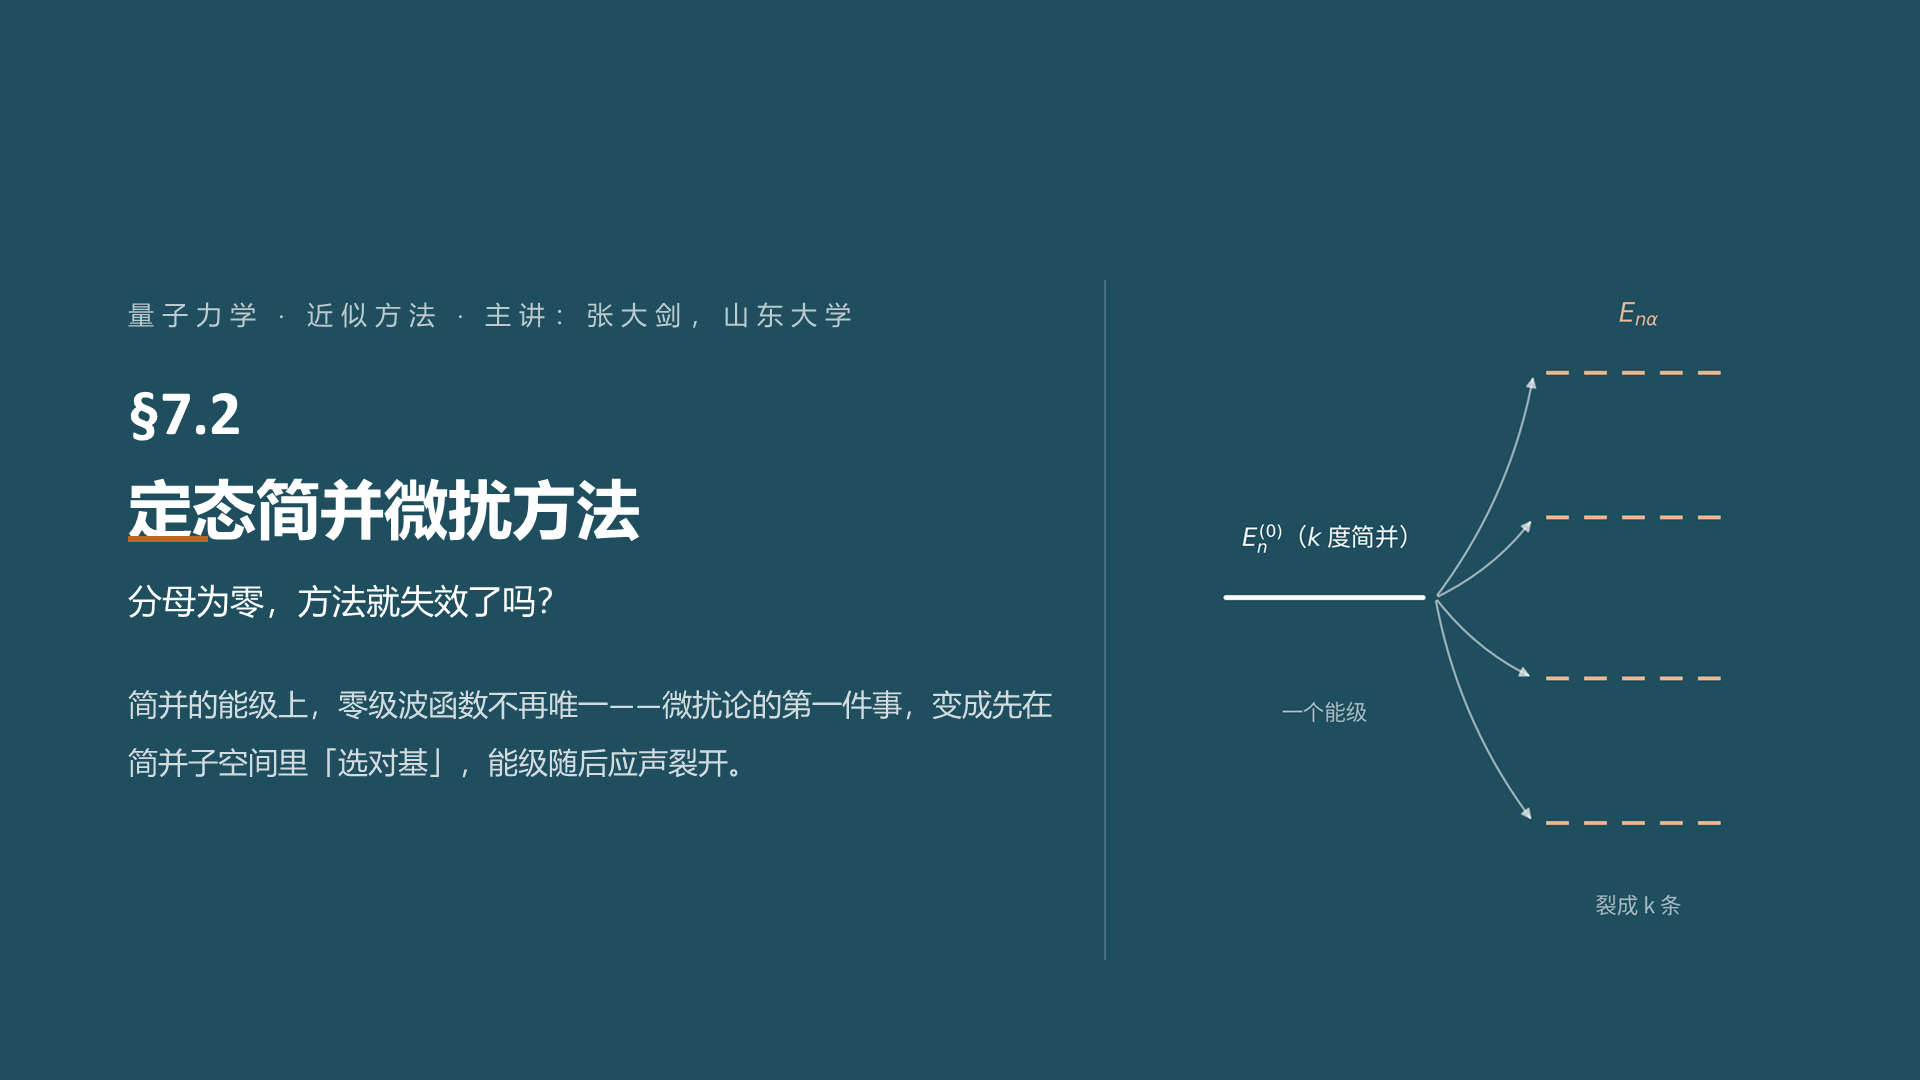 量子力学 · 近似方法 · 主讲：张大剑，山东大学
§7.2
定态简并微扰方法
分母为零，方法就失效了吗？
简并的能级上，零级波函数不再唯一——微扰论的第一件事，变成先在
简并子空间里「选对基」，能级随后应声裂开。
E_{nα}
E_n^{(0)}（k 度简并）
一个能级
裂成 k 条